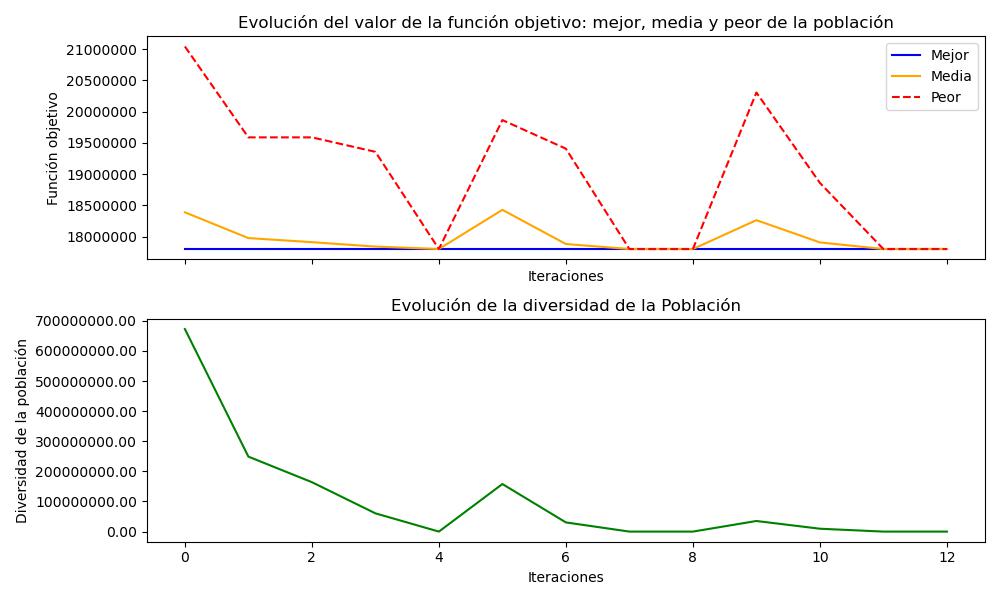 Evolución del valor de la función objetivo: mejor, media y peor de la población
Función objetivo
21000000
20500000
20000000
19500000
19000000
18500000
18000000
Mejor
Media
Peor
Iteraciones
Evolución de la diversidad de la Población
Diversidad de la población
700000000.00
600000000.00
500000000.00
400000000.00
300000000.00
200000000.00
100000000.00
0.00
0 2 4 6 8 10 12
Iteraciones